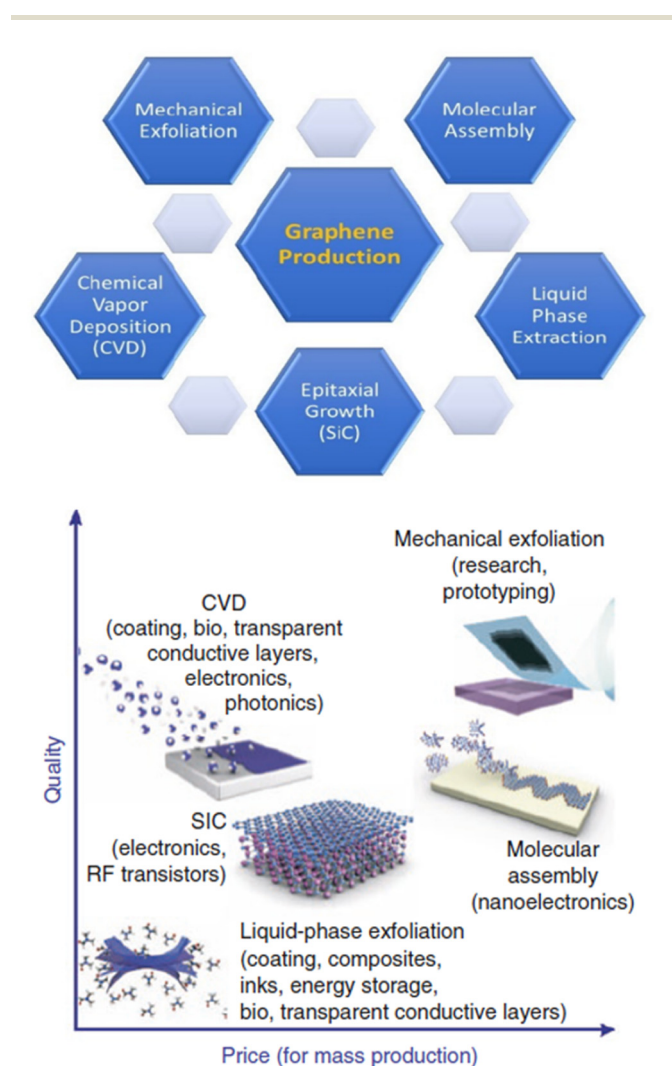 Mechanical
Exfoliation
Molecular
Assembly
Graphene
Production
Chemical
Vapor
Deposition
(CVD)
Liquid
Phase
Extraction
Epitaxial
Growth
(SiC)
Mechanical exfoliation
(research,
prototyping)
CVD
(coating, bio, transparent
conductive layers,
electronics,
photonics)
Quality
SIC
(electronics,
RF transistors)
Molecular
assembly
(nanoelectronics)
Liquid-phase exfoliation
(coating, composites,
inks, energy storage,
bio, transparent conductive layers)
Price (for mass production)